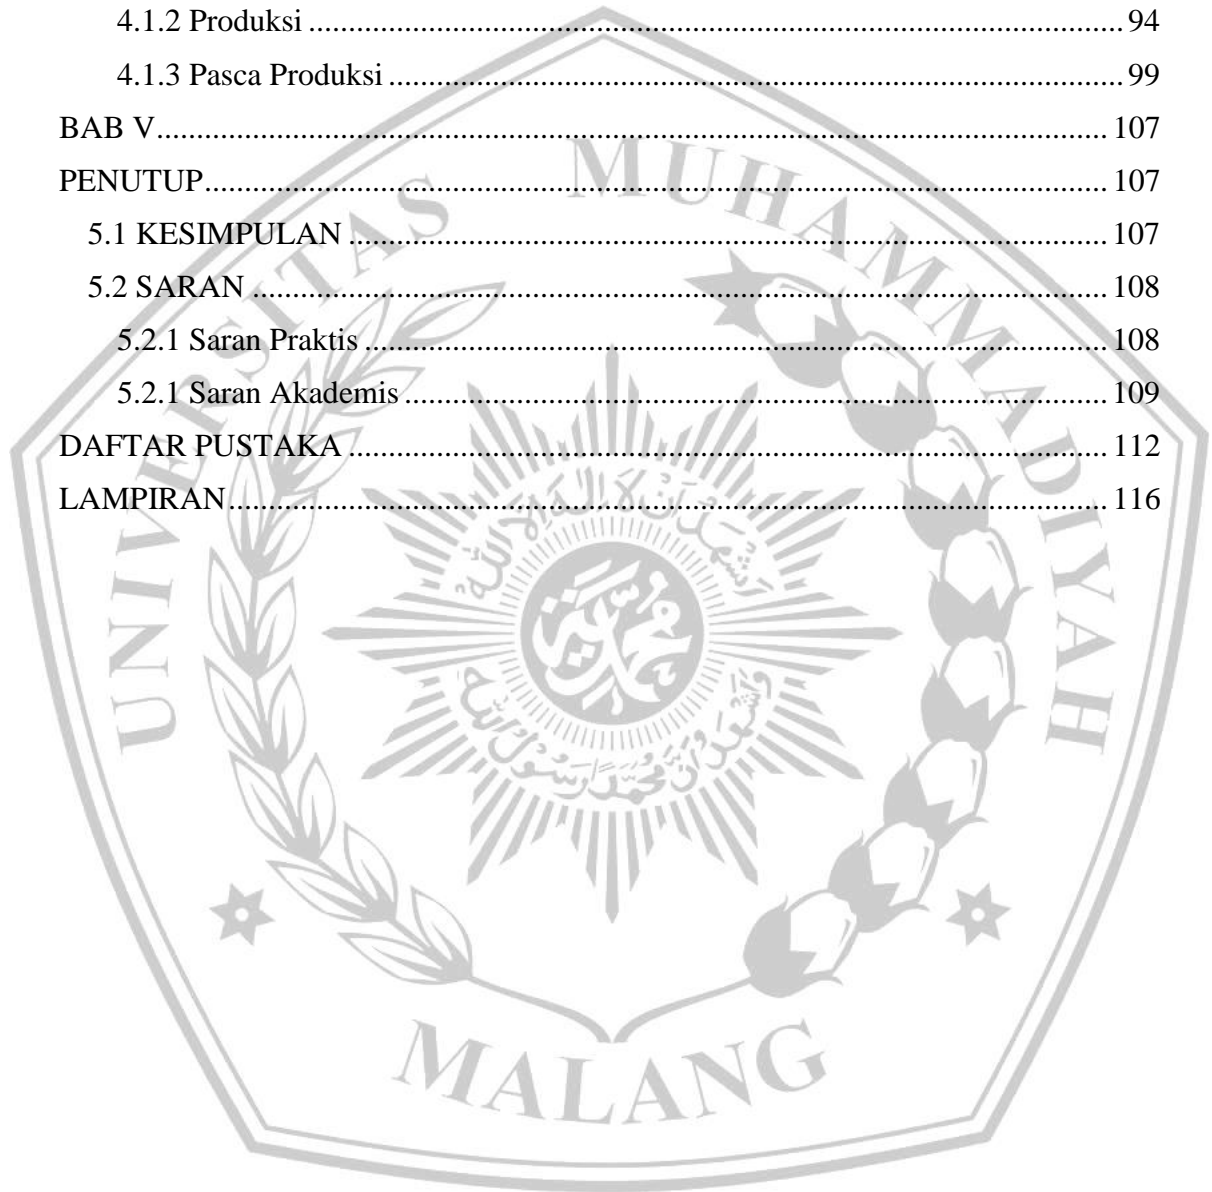 4.1.2 Produksi ........................................................................................................ 94
4.1.3 Pasca Produksi .............................................................................................. 99
BAB V......................................................................................................................... 107
PENUTUP................................................................................................................... 107
5.1 KESIMPULAN ................................................................................................ 107
5.2 SARAN ............................................................................................................ 108
5.2.1 Saran Praktis ............................................................................................... 108
5.2.1 Saran Akademis .......................................................................................... 109
DAFTAR PUSTAKA ................................................................................................. 112
LAMPIRAN................................................................................................................ 116
UNIVERSITAS MUHAMMADIYAH
MALANG